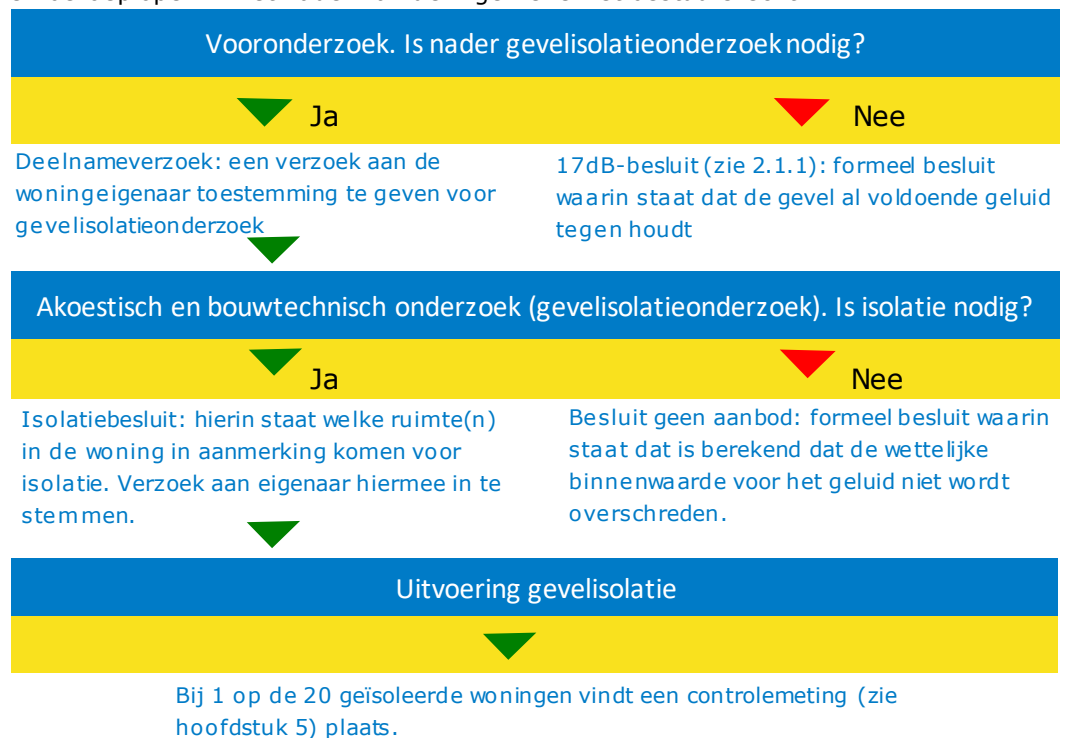 Vooronderzoek. Is nader gevelisolatieonderzoek nodig?
Ja
Nee
Deelnameverzoek: een verzoek aan de
woningeigenaar toestemming te geven voor
gevelisolatieonderzoek
17dB-besluit (zie 2.1.1): formeel besluit
waarin staat dat de gevel al voldoende geluid
tegen houdt
Akoestisch en bouwtechnisch onderzoek (gevelisolatieonderzoek). Is isolatie nodig?
Ja
Nee
Isolatiebesluit: hierin staat welke ruimte(n)
in de woning in aanmerking komen voor
isolatie. Verzoek aan eigenaar hiermee in te
stemmen.
Besluit geen aanbod: formeel besluit waarin
staat dat is berekend dat de wettelijke
binnenwaarde voor het geluid niet wordt
overschreden.
Uitvoering gevelisolatie
Bij 1 op de 20 geïsoleerde woningen vindt een controlemeting (zie
hoofdstuk 5) plaats.